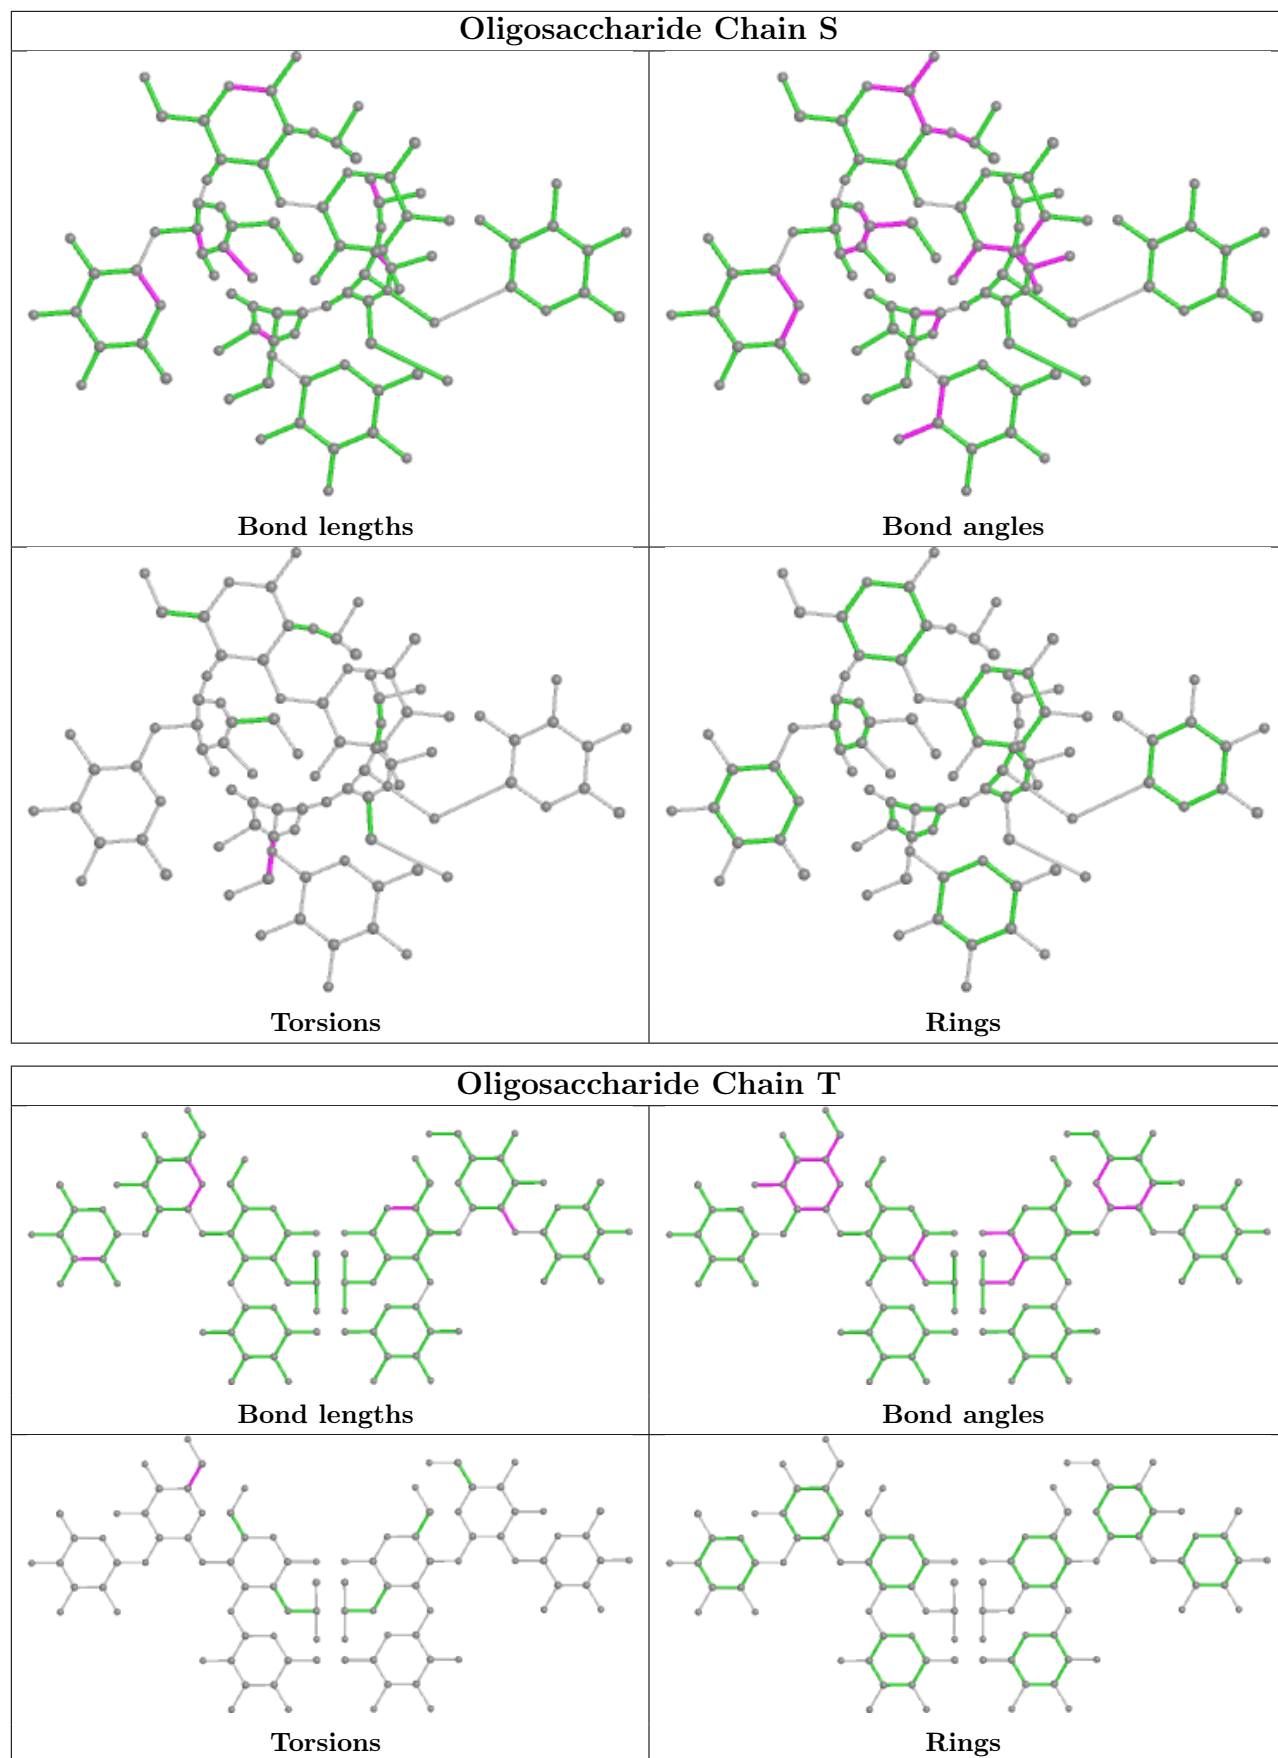 Oligosaccharide Chain S
Bond lengths
Bond angles
Torsions
Rings
Oligosaccharide Chain T
Bond lengths
Bond angles
Torsions
Rings